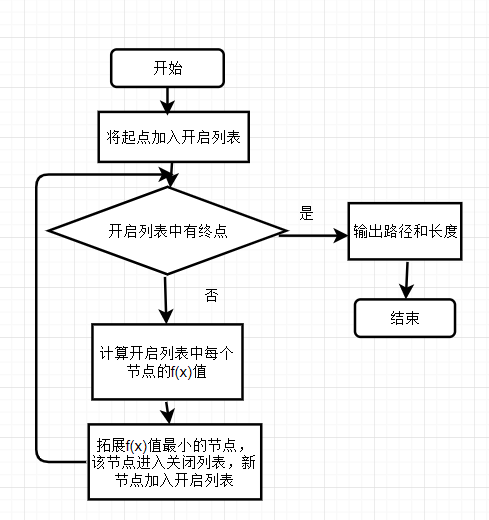 开始
将起点加入开启列表
开启列表中有终点
是
输出路径和长度
结束
否
计算开启列表中每个
节点的f(x)值
拓展f(x)值最小的节点，
该节点进入关闭列表，新
节点加入开启列表